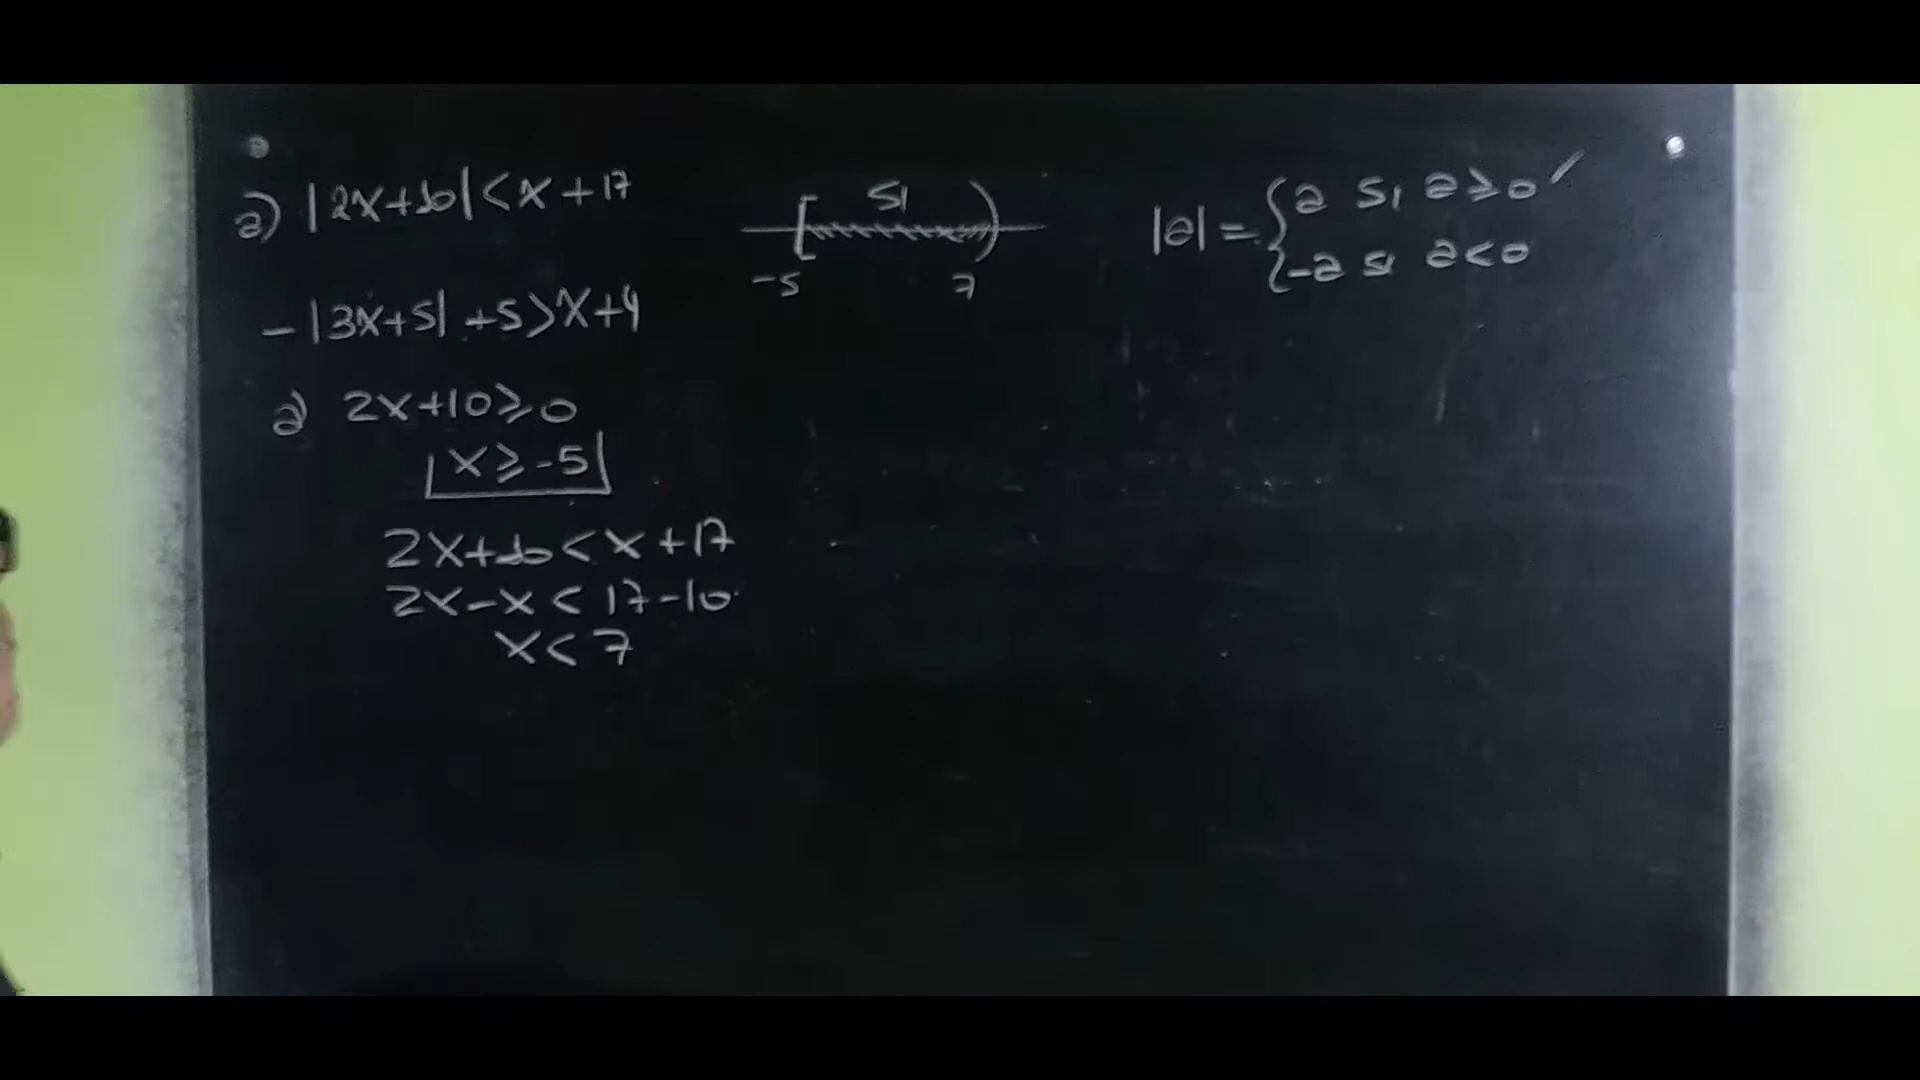 a) |2x+10|<x+17
-|3x+5|+5>x+4
a) 2x+10≥0
x≥-5
2x+10<x+17
2x-x<17-10
x<7
S1
-5 7
|a|={a si a≥0
{-a si a<0